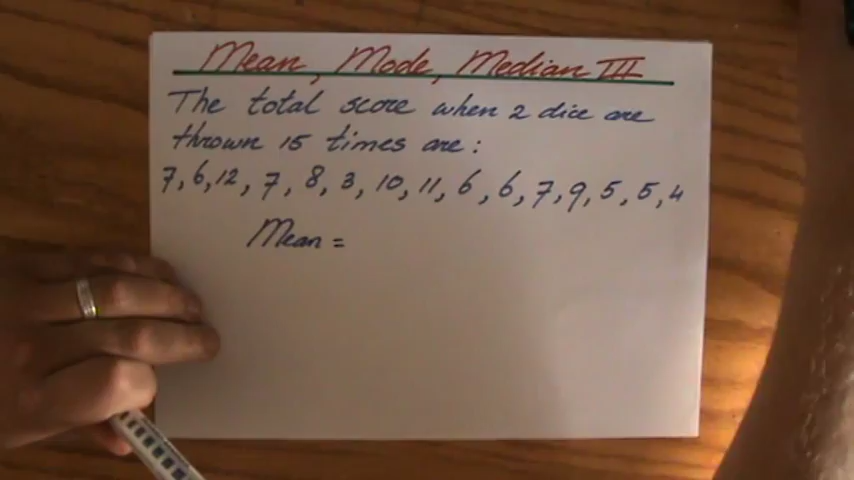 Mean, Mode, Median III
The total score when 2 dice are
thrown 15 times are:
7, 6, 12, 7, 8, 3, 10, 11, 6, 6, 7, 9, 5, 5, 4
Mean =